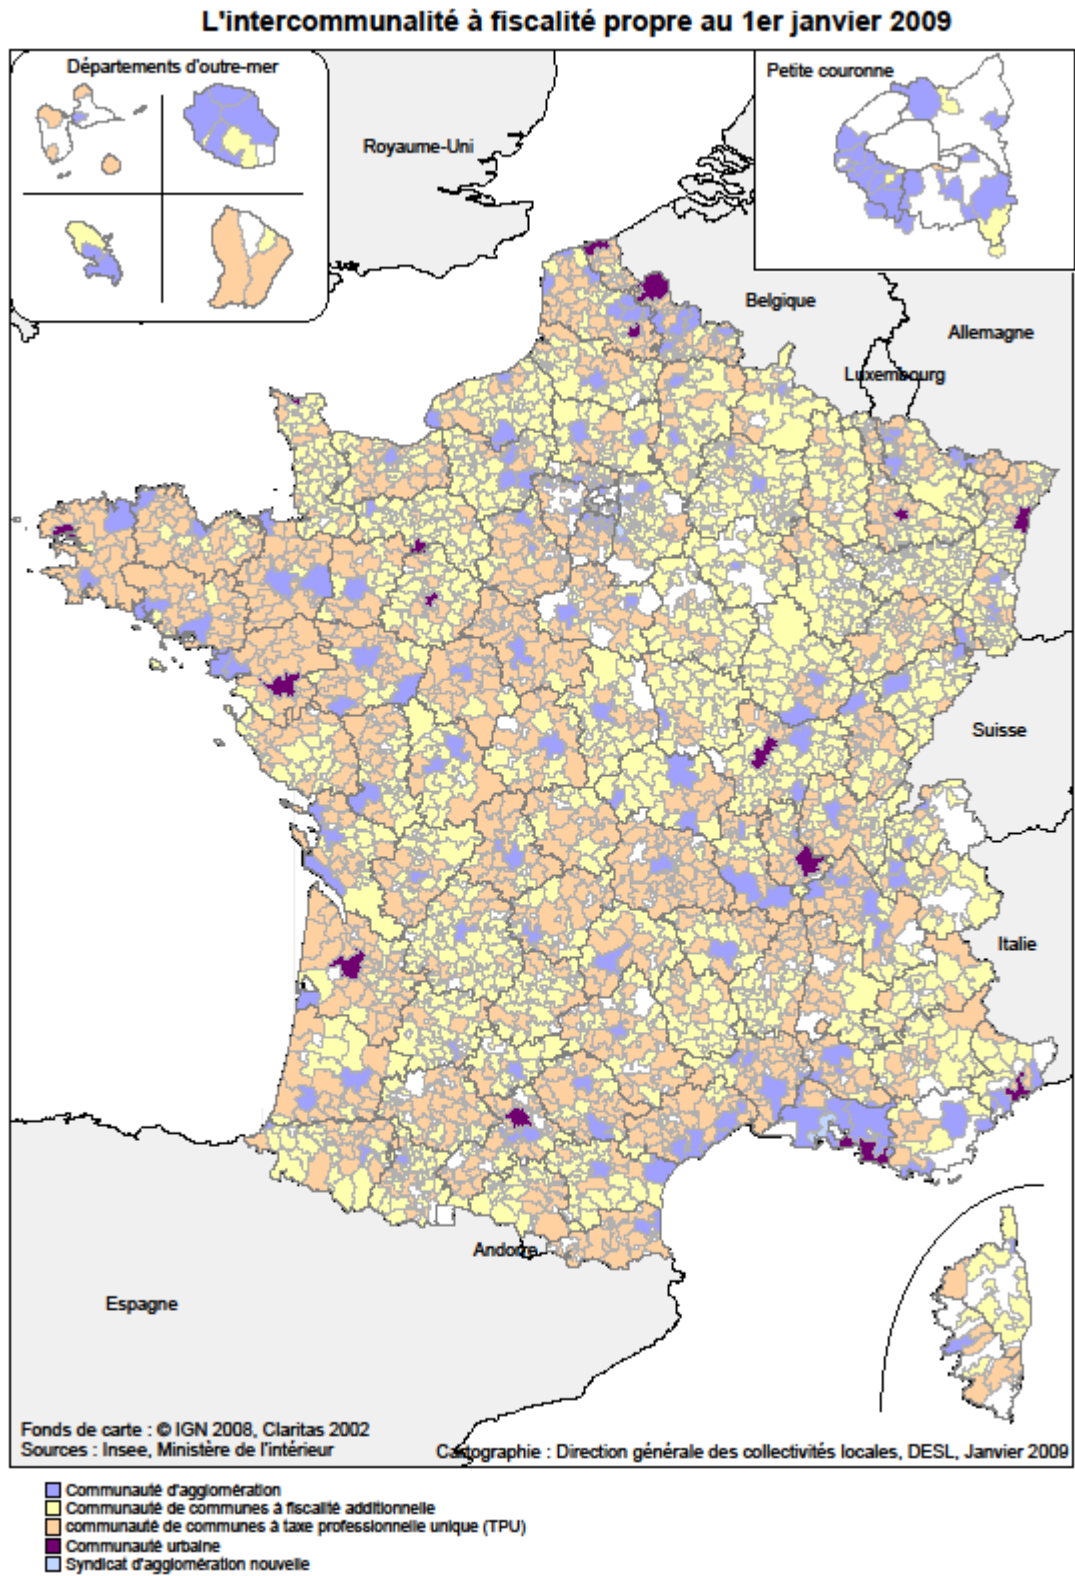 L'intercommunalité à fiscalité propre au 1er janvier 2009
Départements d'outre-mer
Petite couronne
Royaume-Uni
Belgique
Allemagne
Luxembourg
Suisse
Italie
Andorre
Espagne
Fonds de carte : © IGN 2008, Claritas 2002
Sources : Insee, Ministère de l'intérieur
Cartographie : Direction générale des collectivités locales, DESL, Janvier 2009
Communauté d'agglomération
Communauté de communes à fiscalité additionnelle
communauté de communes à taxe professionnelle unique (TPU)
Communauté urbaine
Syndicat d'agglomération nouvelle